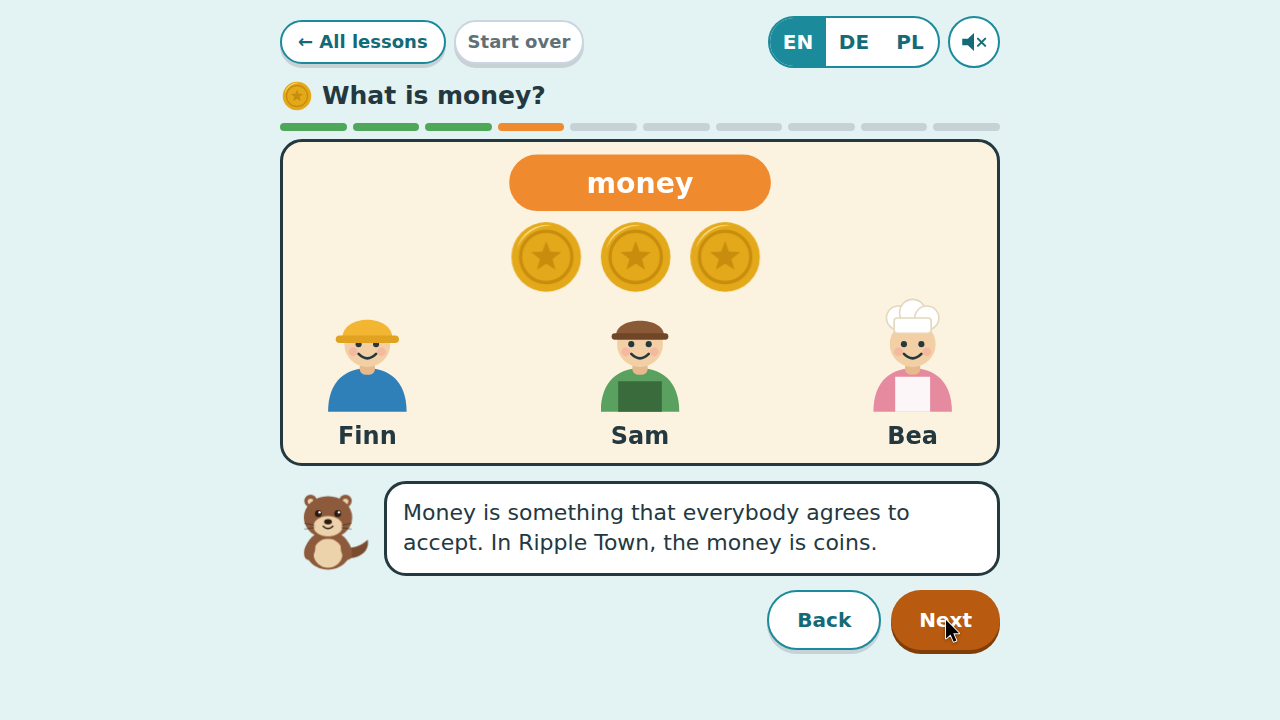 ← All lessons
Start over
EN DE PL
What is money?
money
Finn
Sam
Bea
Money is something that everybody agrees to
accept. In Ripple Town, the money is coins.
Back
Next